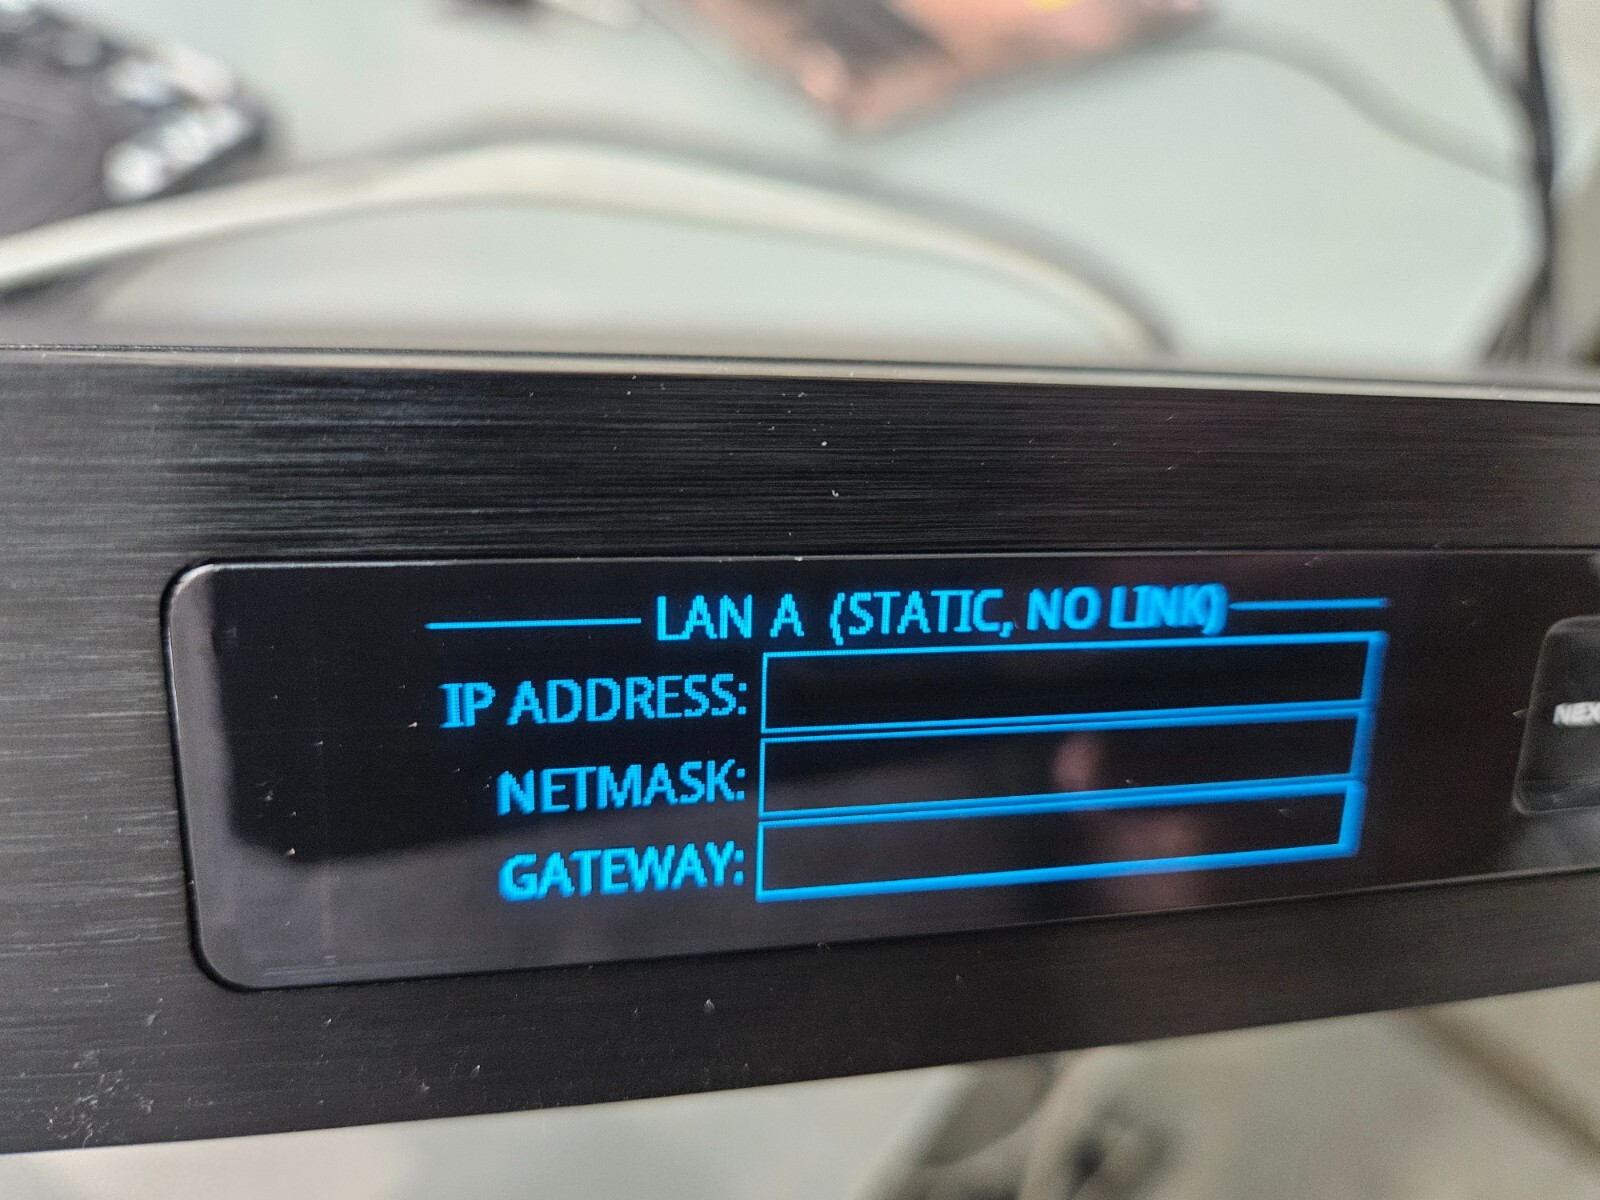 LAN A (STATIC, NO LINK)
IP ADDRESS:
NETMASK:
GATEWAY: